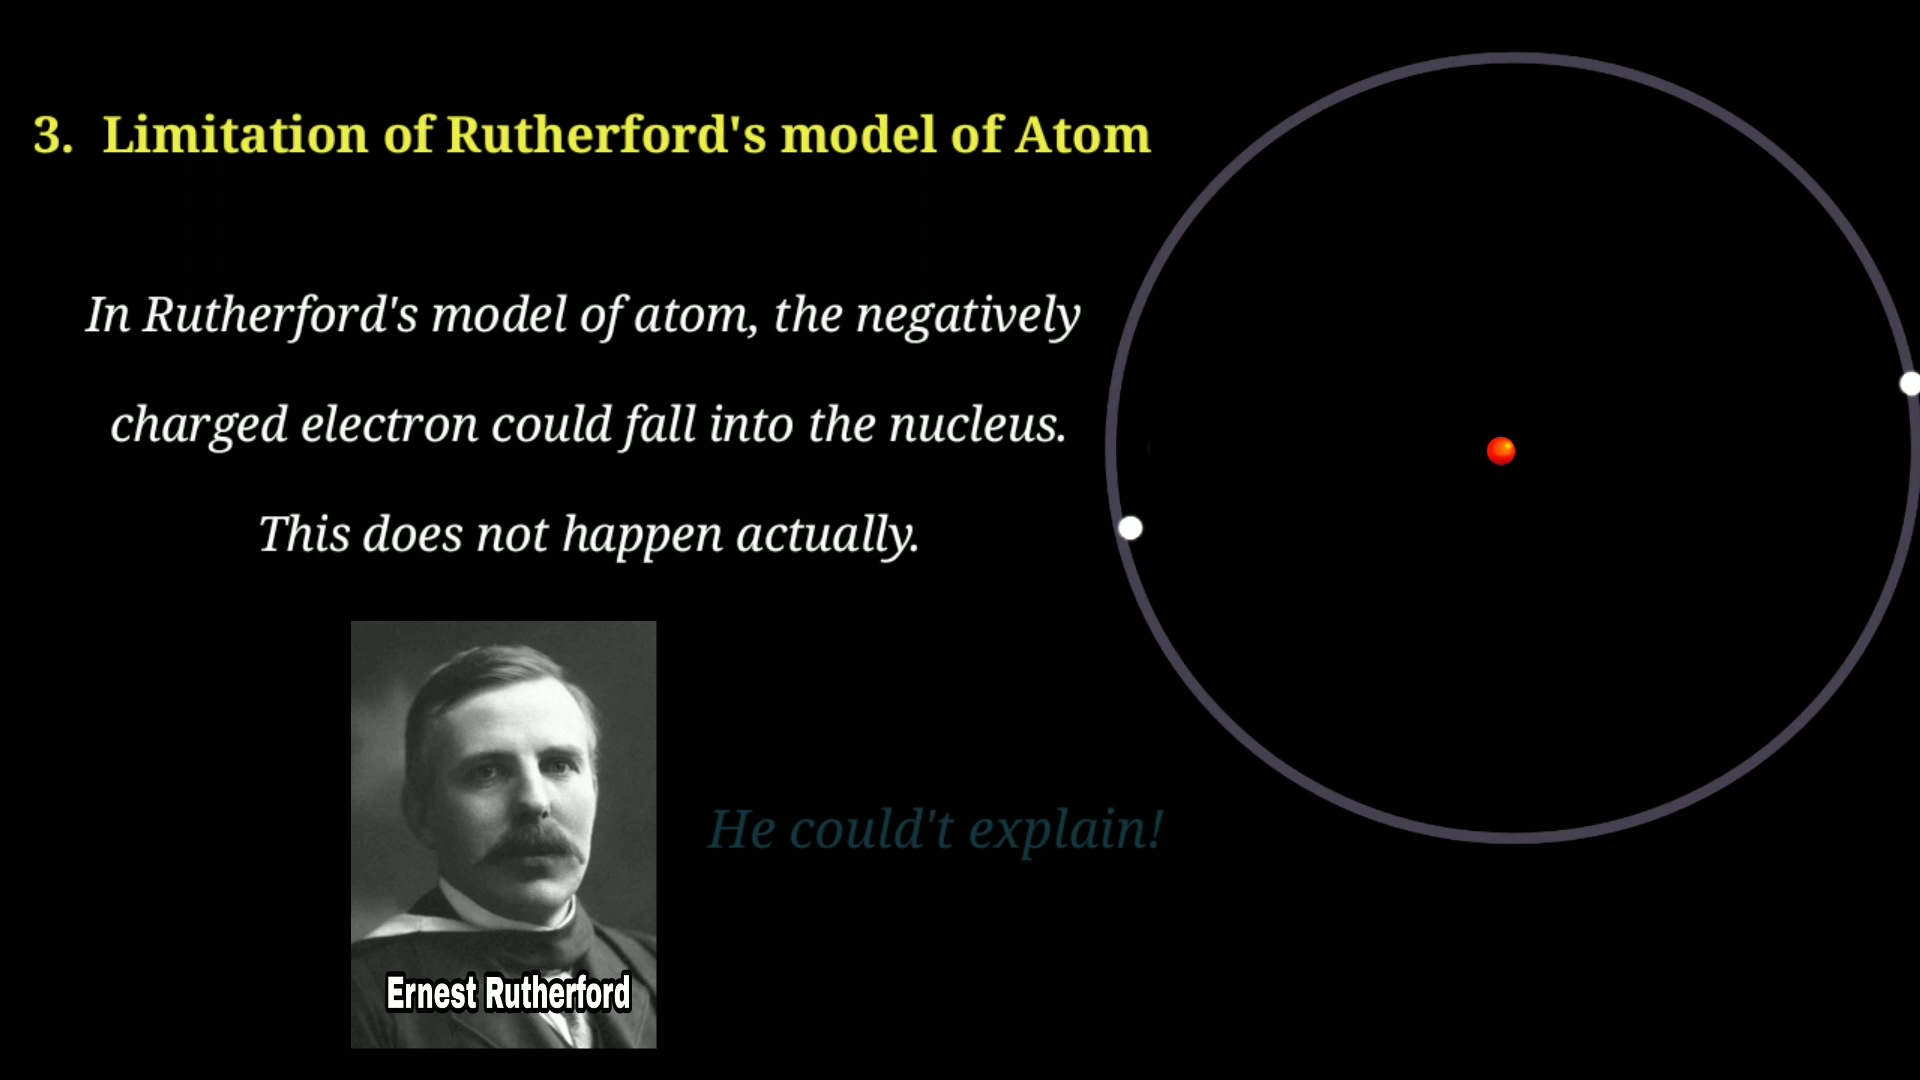 3. Limitation of Rutherford's model of Atom
In Rutherford's model of atom, the negatively
charged electron could fall into the nucleus.
This does not happen actually.
He could't explain!
Ernest Rutherford